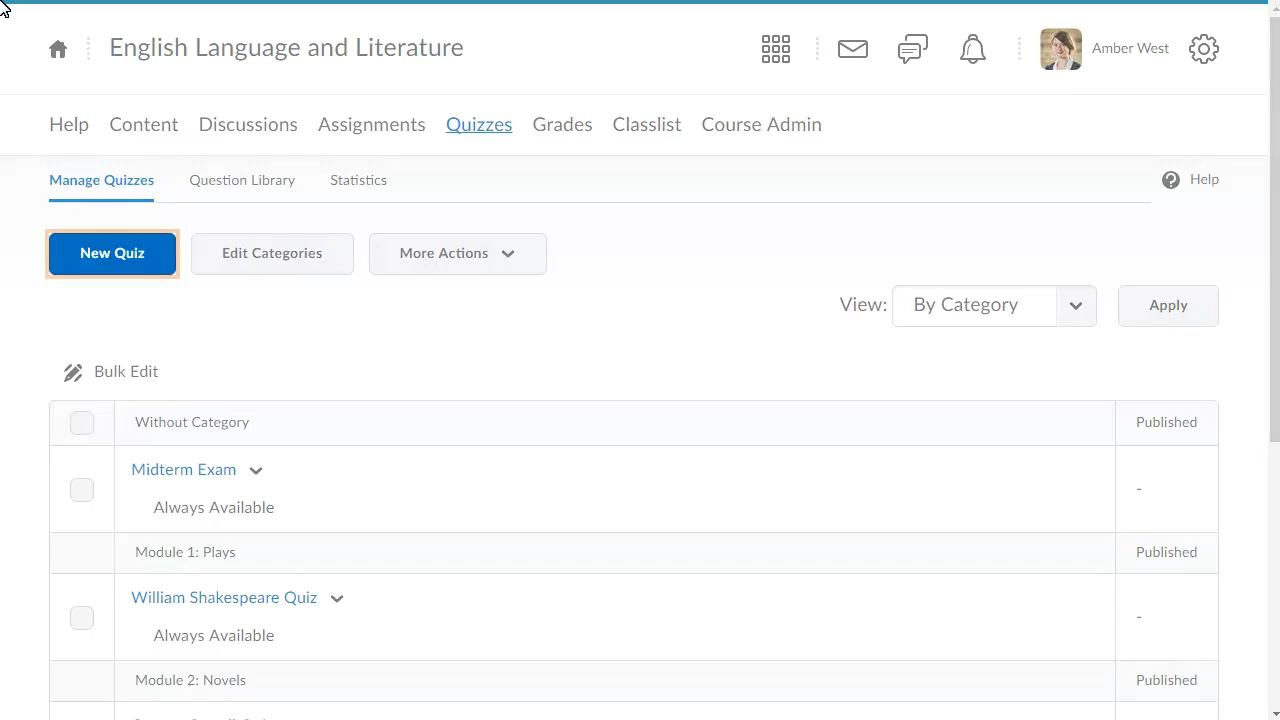 English Language and Literature
Amber West
Help Content Discussions Assignments Quizzes Grades Classlist Course Admin
Manage Quizzes Question Library Statistics
Help
New Quiz Edit Categories More Actions
View: By Category Apply
Bulk Edit
Without Category Published
Midterm Exam
Always Available
-
Module 1: Plays Published
William Shakespeare Quiz
Always Available
-
Module 2: Novels Published